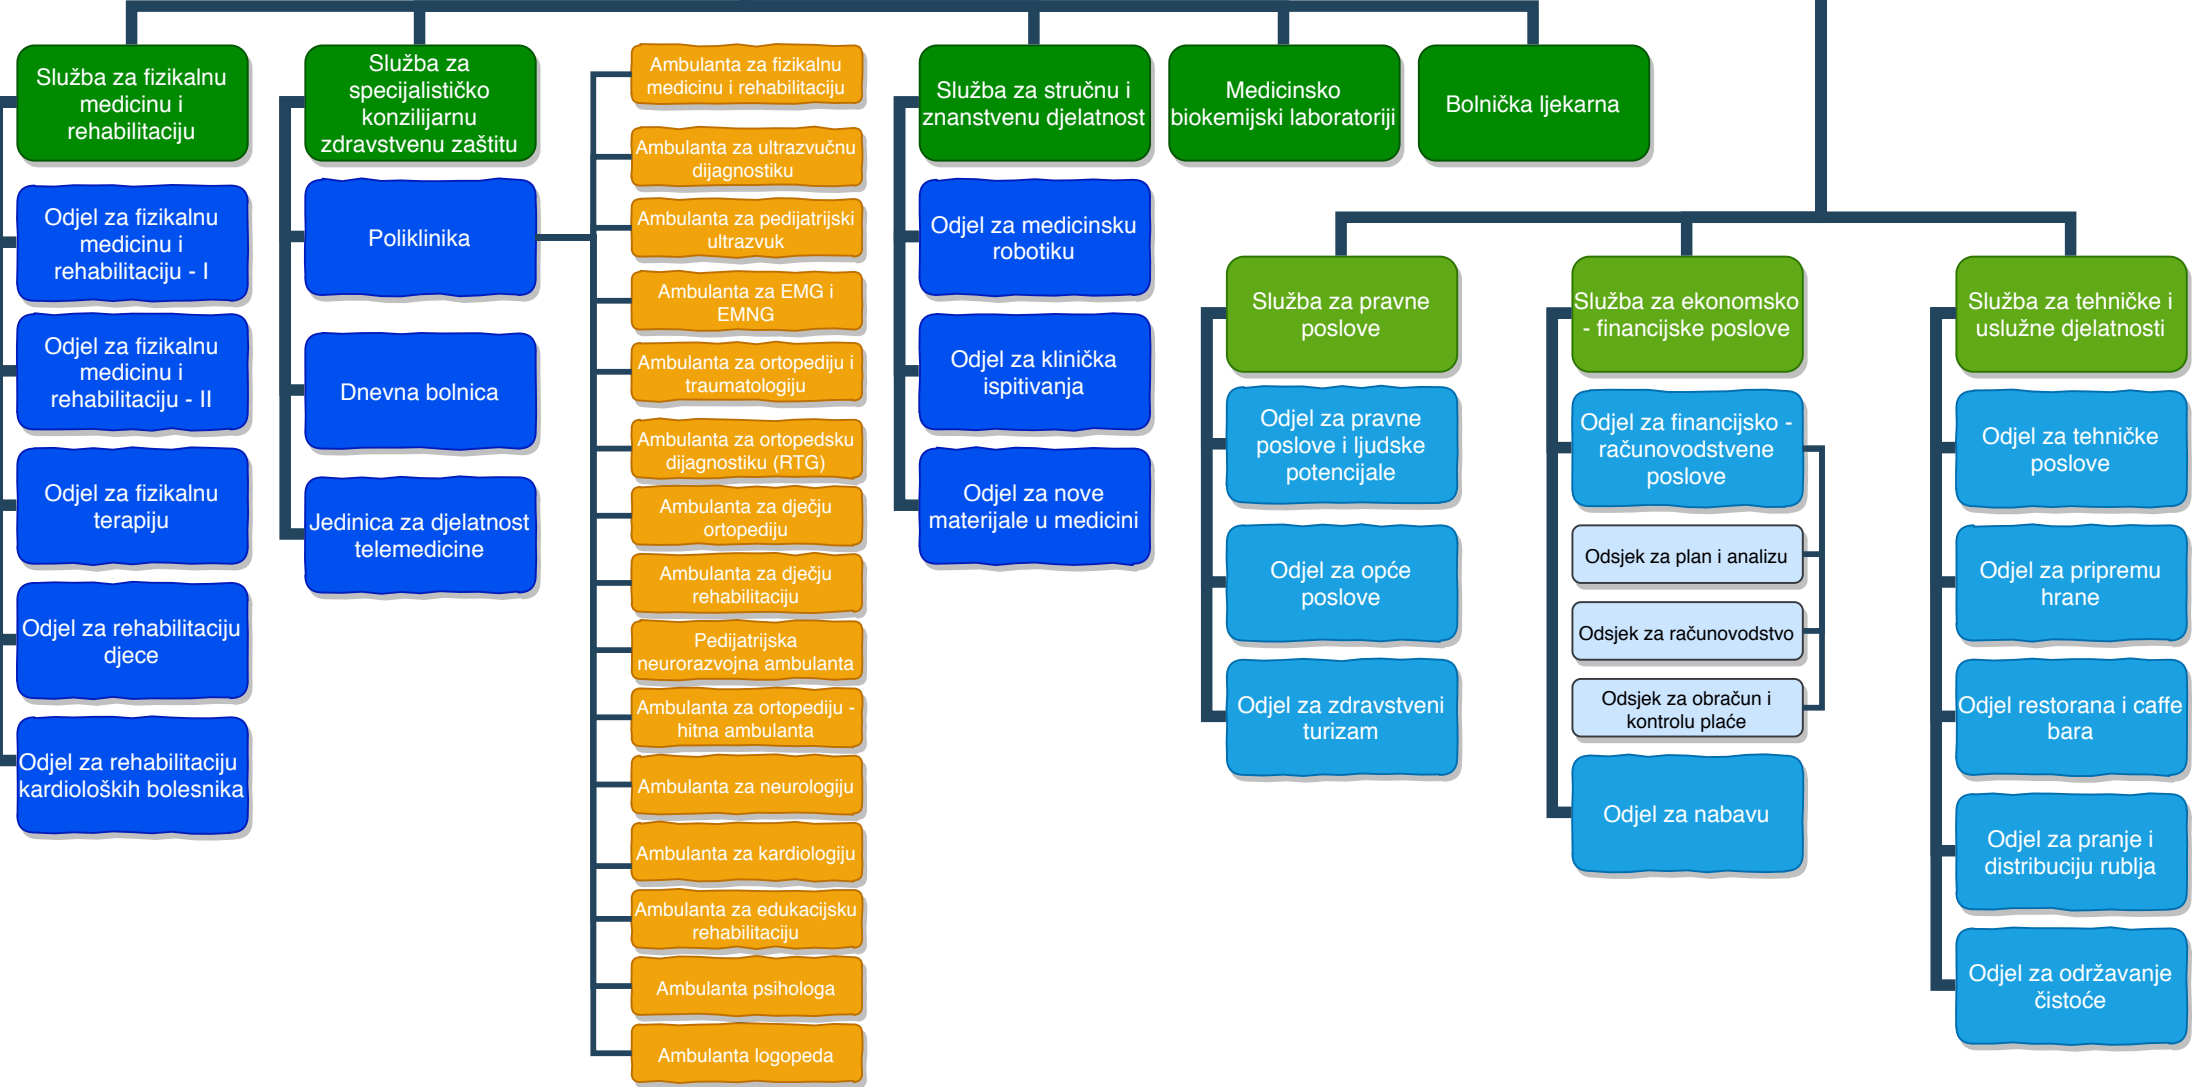 Služba za fizikalnu
medicinu i
rehabilitaciju
Odjel za fizikalnu
medicinu i
rehabilitaciju - I
Odjel za fizikalnu
medicinu i
rehabilitaciju - II
Odjel za fizikalnu
terapiju
Odjel za rehabilitaciju
djece
Odjel za rehabilitaciju
kardioloških bolesnika
Služba za
specijalističko
konzilijarnu
zdravstvenu zaštitu
Poliklinika
Dnevna bolnica
Jedinica za djelatnost
telemedicine
Ambulanta za fizikalnu
medicinu i rehabilitaciju
Ambulanta za ultrazvučnu
dijagnostiku
Ambulanta za pedijatrijski
ultrazvuk
Ambulanta za EMG i
EMNG
Ambulanta za ortopediju i
traumatologiju
Ambulanta za ortopedsku
dijagnostiku (RTG)
Ambulanta za dječju
ortopediju
Ambulanta za dječju
rehabilitaciju
Pedijatrijska
neurorazvojna ambulanta
Ambulanta za ortopediju -
hitna ambulanta
Ambulanta za neurologiju
Ambulanta za kardiologiju
Ambulanta za edukacijsku
rehabilitaciju
Ambulanta psihologa
Ambulanta logopeda
Služba za stručnu i
znanstvenu djelatnost
Odjel za medicinsku
robotiku
Odjel za klinička
ispitivanja
Odjel za nove
materijale u medicini
Medicinsko
biokemijski laboratoriji
Bolnička ljekarna
Služba za pravne
poslove
Odjel za pravne
poslove i ljudske
potencijale
Odjel za opće
poslove
Odjel za zdravstveni
turizam
Služba za ekonomsko
- financijske poslove
Odjel za financijsko -
računovodstvene
poslove
Odsjek za plan i analizu
Odsjek za računovodstvo
Odsjek za obračun i
kontrolu plaće
Odjel za nabavu
Služba za tehničke i
uslužne djelatnosti
Odjel za tehničke
poslove
Odjel za pripremu
hrane
Odjel restorana i caffe
bara
Odjel za pranje i
distribuciju rublja
Odjel za održavanje
čistoće